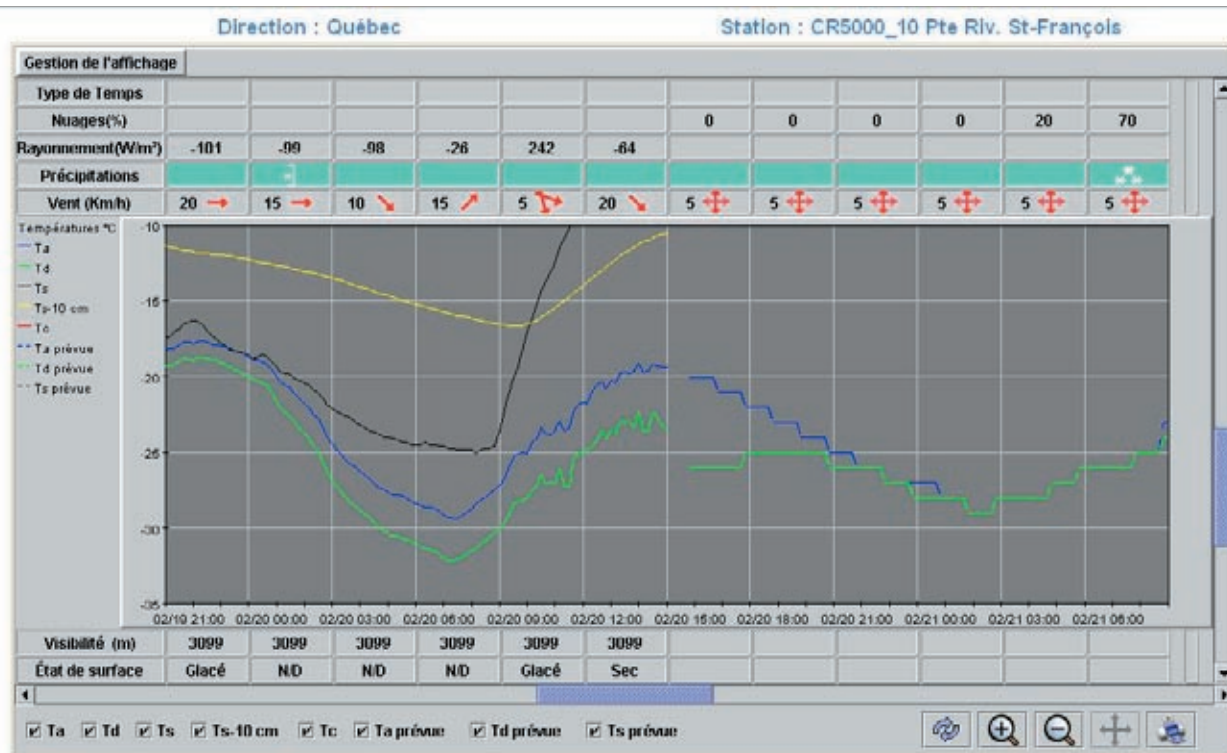 Direction : Québec Station : CR5000_10 Pte Riv. St-François
Gestion de l'affichage
Type de Temps
Nuages(%) 0 0 0 0 20 70
Rayonnement(W/m²) -101 -99 -98 -26 242 -64
Précipitations
Vent (Km/h) 20 15 10 15 5 20 5 5 5 5 5 5
Températures °C
Ta
Td
Ts
Ts-10 cm
Tc
Ta prévue
Td prévue
Ts prévue
-10
-15
-20
-25
-30
-35
02/19 21:00 02/20 00:00 02/20 03:00 02/20 06:00 02/20 09:00 02/20 12:00 02/20 15:00 02/20 18:00 02/20 21:00 02/21 00:00 02/21 03:00 02/21 06:00
Visibilité (m) 3099 3099 3099 3099 3099 3099
État de surface Glacé N/D N/D N/D Glacé Sec
Ta Td Ts Ts-10 cm Tc Ta prévue Td prévue Ts prévue